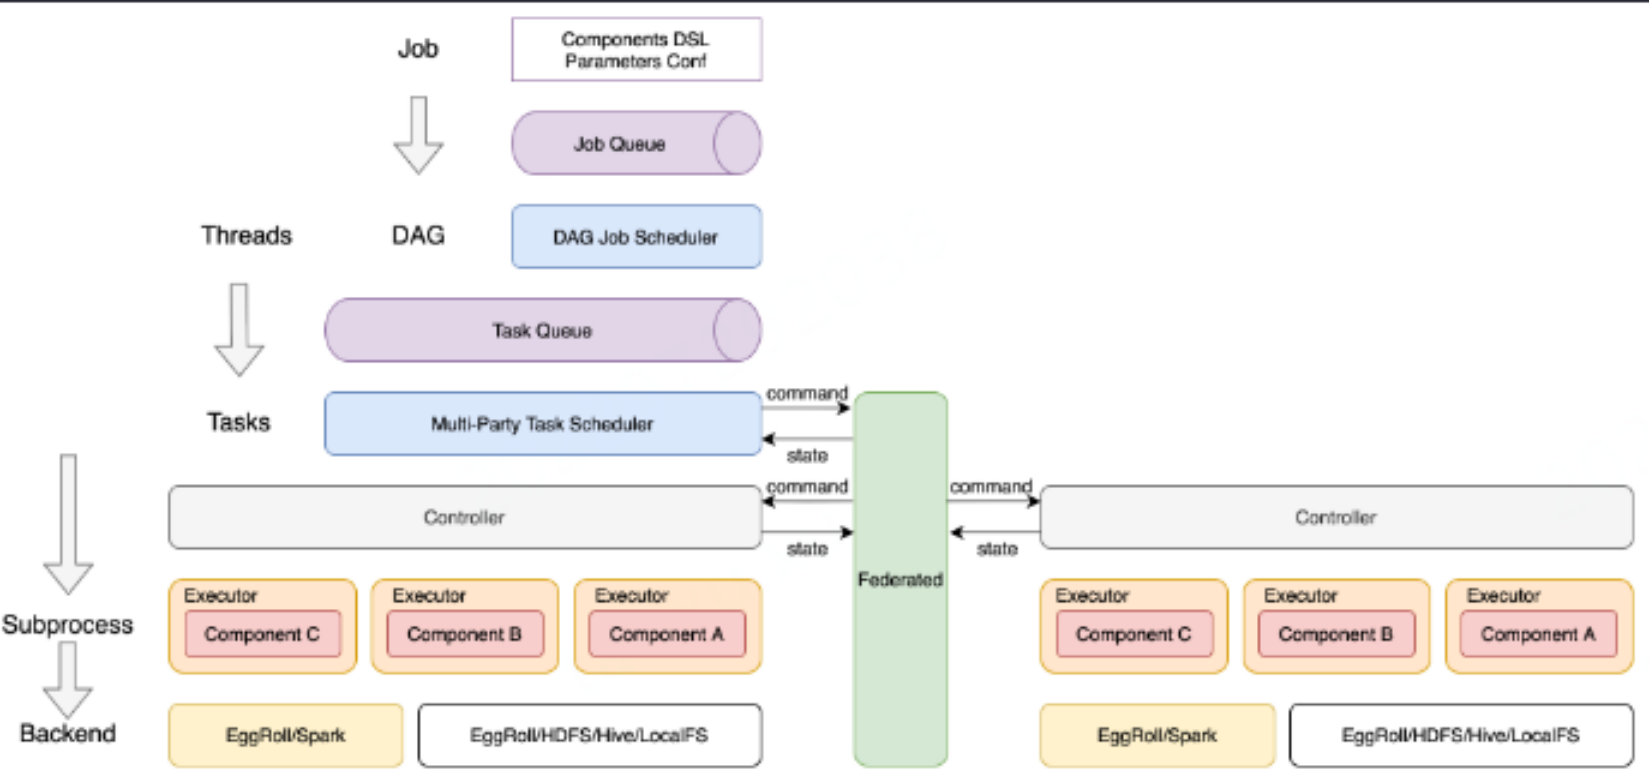 Job
Components DSL
Parameters Conf
Job Queue
Threads
DAG
DAG Job Scheduler
Task Queue
Tasks
Multi-Party Task Scheduler
command
state
Controller
command
state
command
state
Controller
Federated
Subprocess
Executor
Component C
Executor
Component B
Executor
Component A
Executor
Component C
Executor
Component B
Executor
Component A
Backend
EggRoll/Spark
EggRoll/HDFS/Hive/LocalFS
EggRoll/Spark
EggRoll/HDFS/Hive/LocalFS